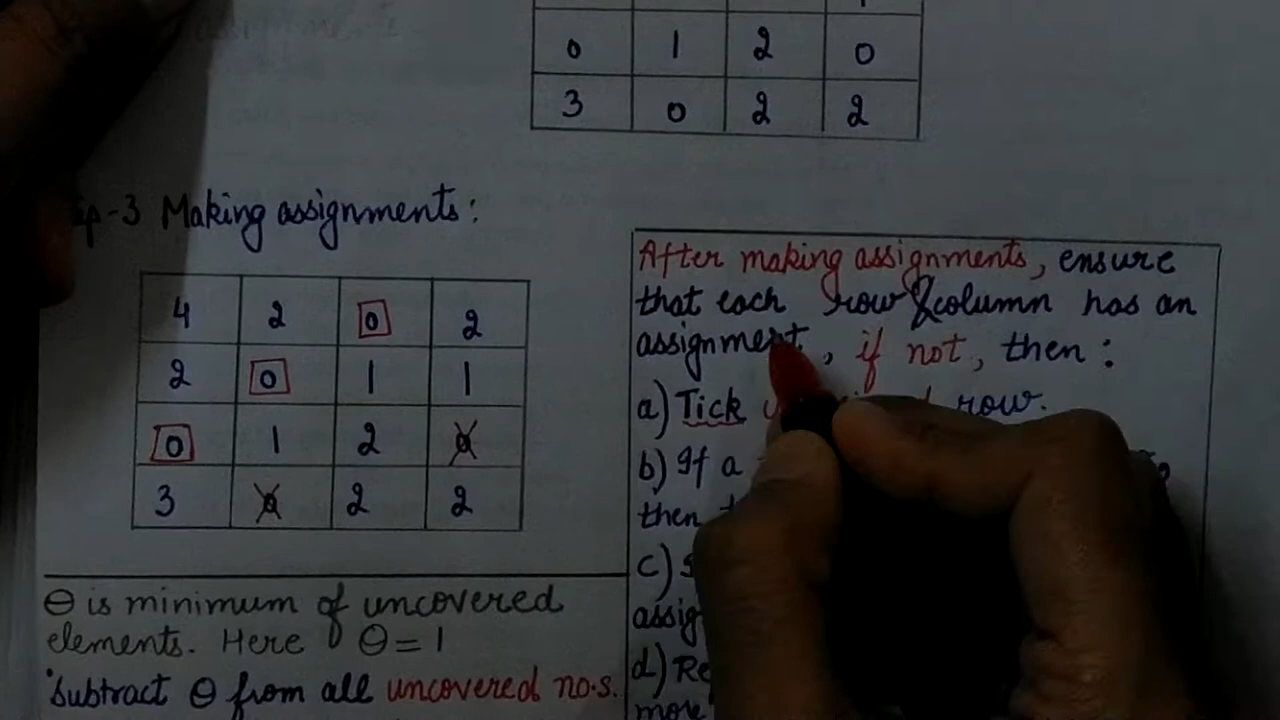 0 1 2 0
3 0 2 2
-3 Making assignments:
4 2 0 2
2 0 1 1
0 1 2 0
3 0 2 2
θ is minimum of uncovered
elements. Here θ = 1
Subtract θ from all uncovered no.s.
After making assignments, ensure
that each row & column has an
assignment, if not, then :
a) Tick row.
b) If a
then
c)
d)
more